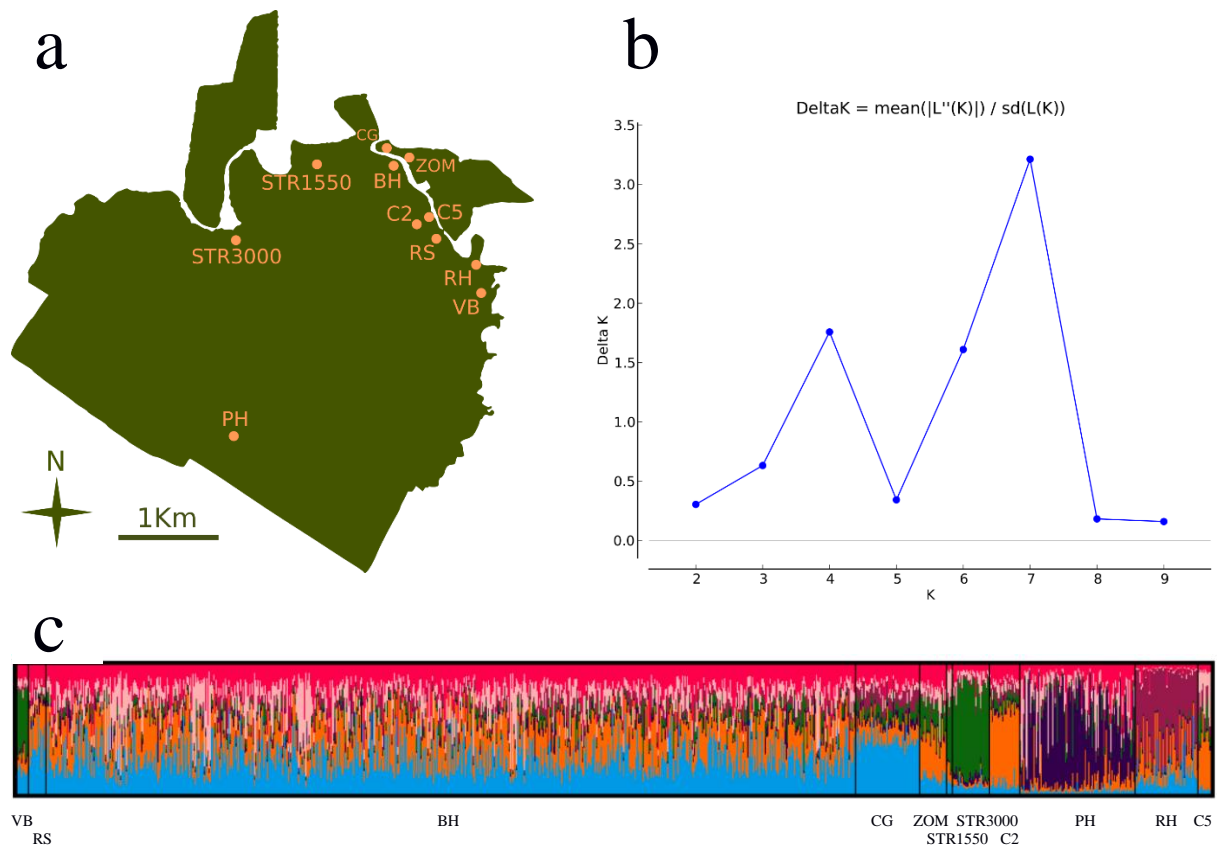 a
CG
ZOM
BH
STR1550
C2
C5
STR3000
RS
RH
VB
PH
N
1Km
b
DeltaK = mean(|L''(K)|) / sd(L(K))
3.5
3.0
2.5
2.0
1.5
1.0
0.5
0.0
Delta K
2 3 4 5 6 7 8 9
K
c
VB BH CG ZOM STR3000 PH RH C5
RS STR1550 C2